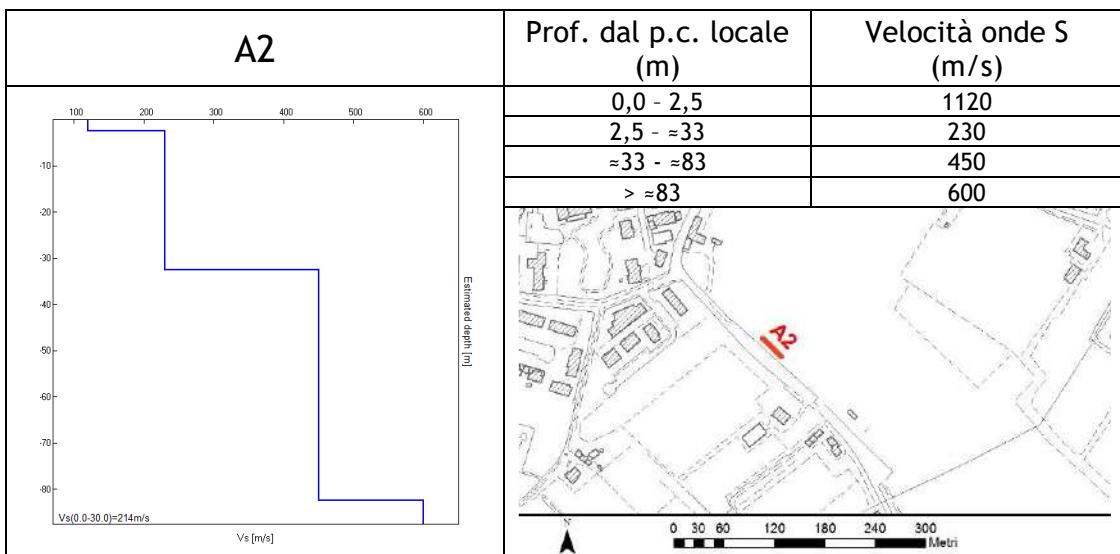 A2
Prof. dal p.c. locale
(m)
Velocità onde S
(m/s)
0,0 – 2,5 1120
2,5 – ≈33 230
≈33 - ≈83 450
> ≈83 600
100 200 300 400 500 600
-10
-20
-30
-40
-50
-60
-70
-80
Estimated depth [m]
Vs(0.0-30.0)=214m/s
Vs [m/s]
A2
N
0 30 60 120 180 240 300
Metri